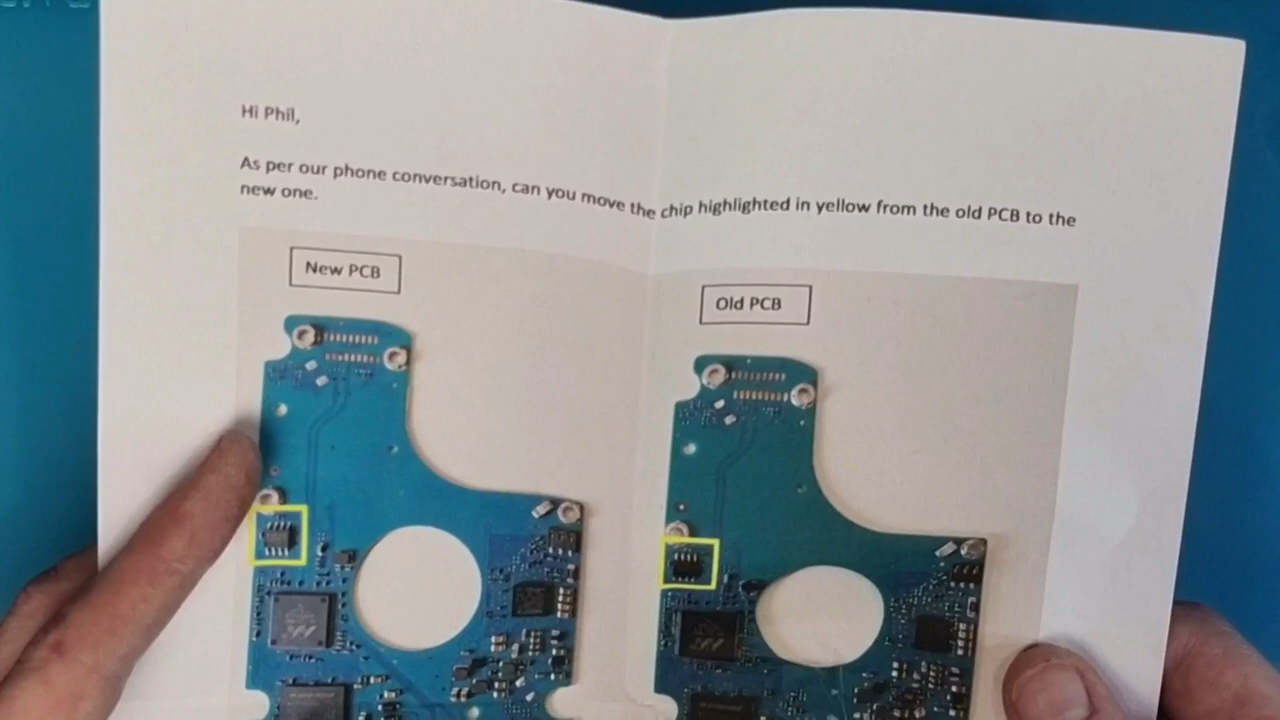 Hi Phil,
As per our phone conversation, can you move the chip highlighted in yellow from the old PCB to the
new one.
New PCB
Old PCB